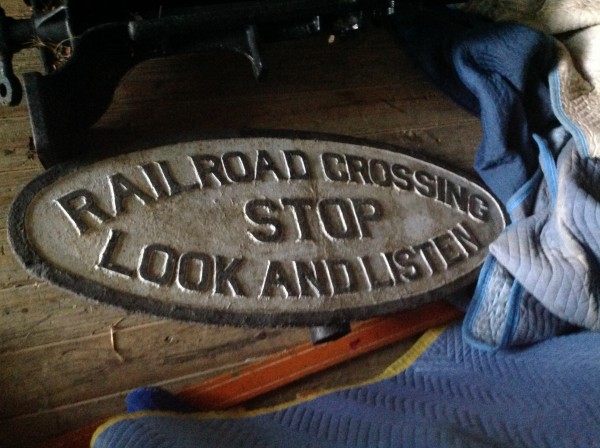 RAILROAD CROSSING
STOP
LOOK AND LISTEN